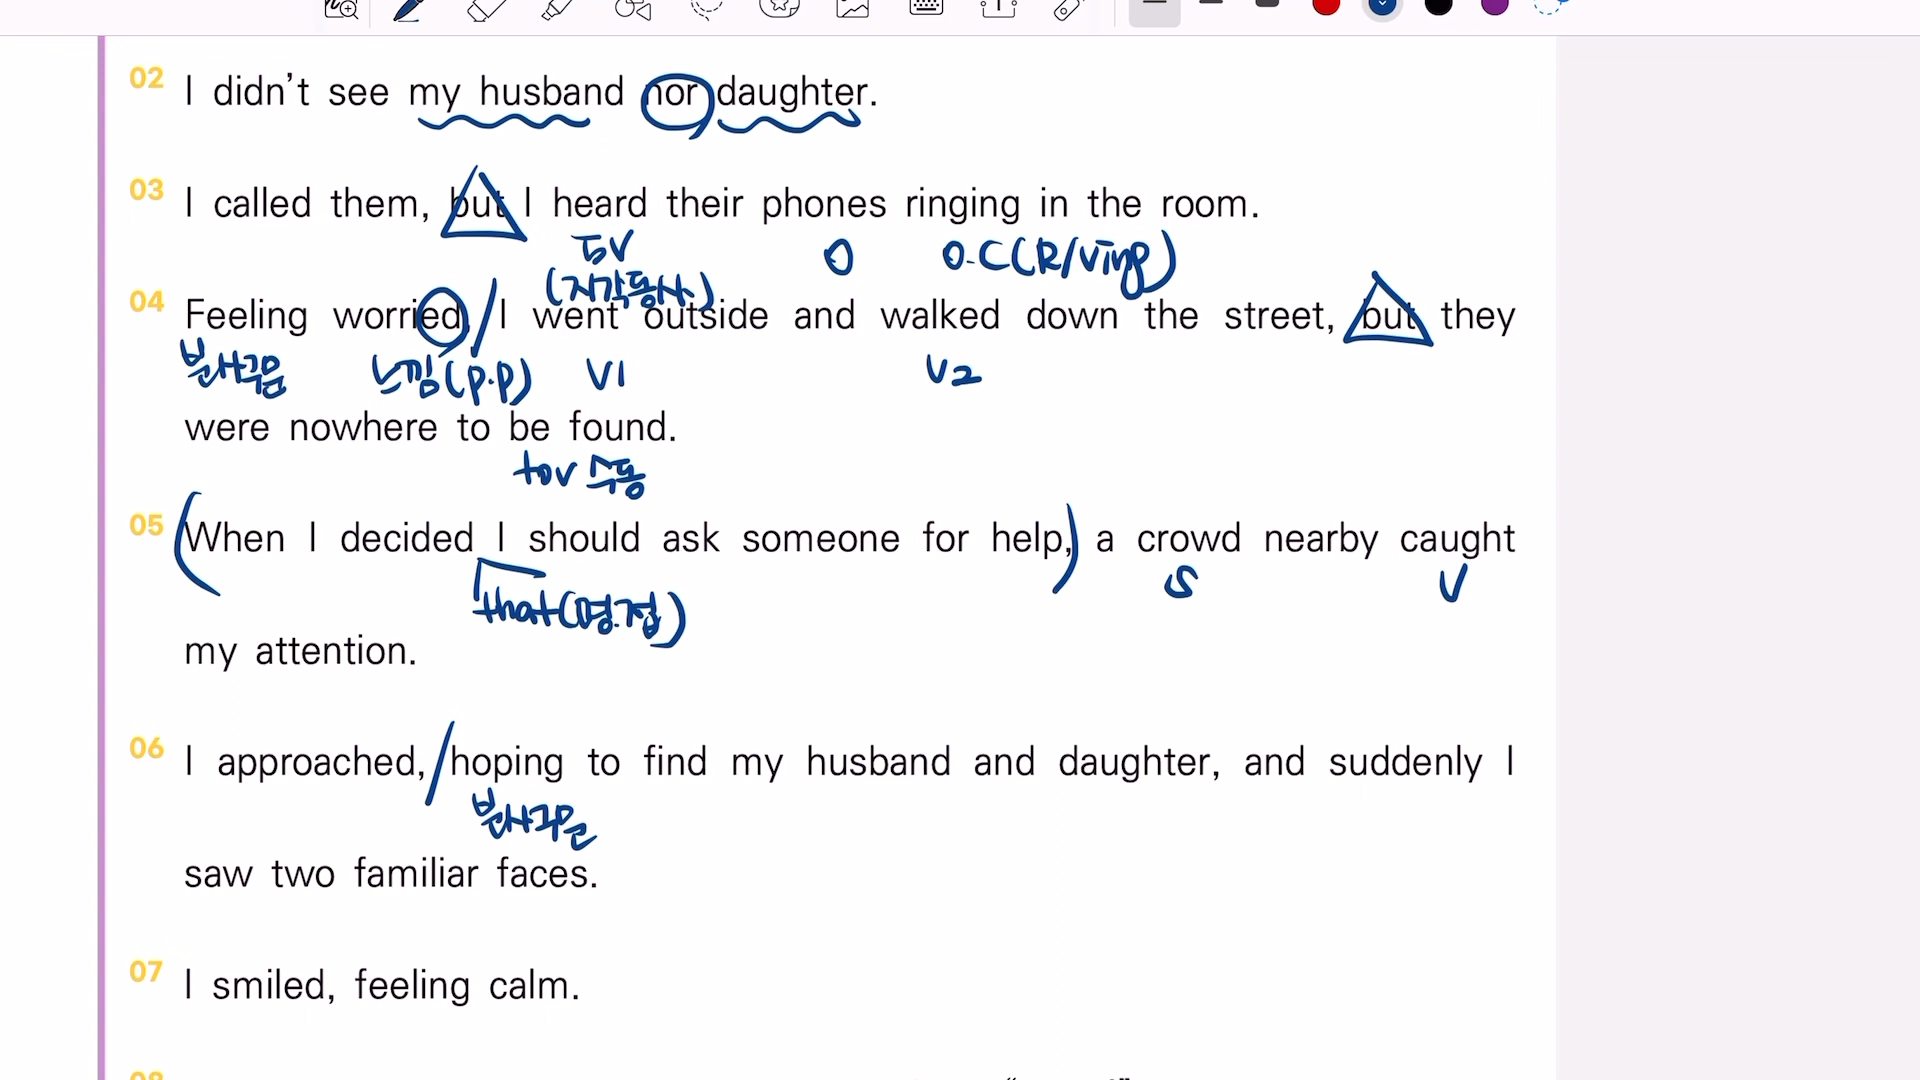 02 I didn't see my husband nor daughter.
03 I called them, but I heard their phones ringing in the room.
5V O O.C(R/Ving)
(지각동사)
04 Feeling worried, I went outside and walked down the street, but they
분사구문 느낌(p.p) V1 V2
were nowhere to be found.
toV 수동
05 When I decided I should ask someone for help, a crowd nearby caught
S V
that(명.접)
my attention.
06 I approached, hoping to find my husband and daughter, and suddenly I
분사구문
saw two familiar faces.
07 I smiled, feeling calm.